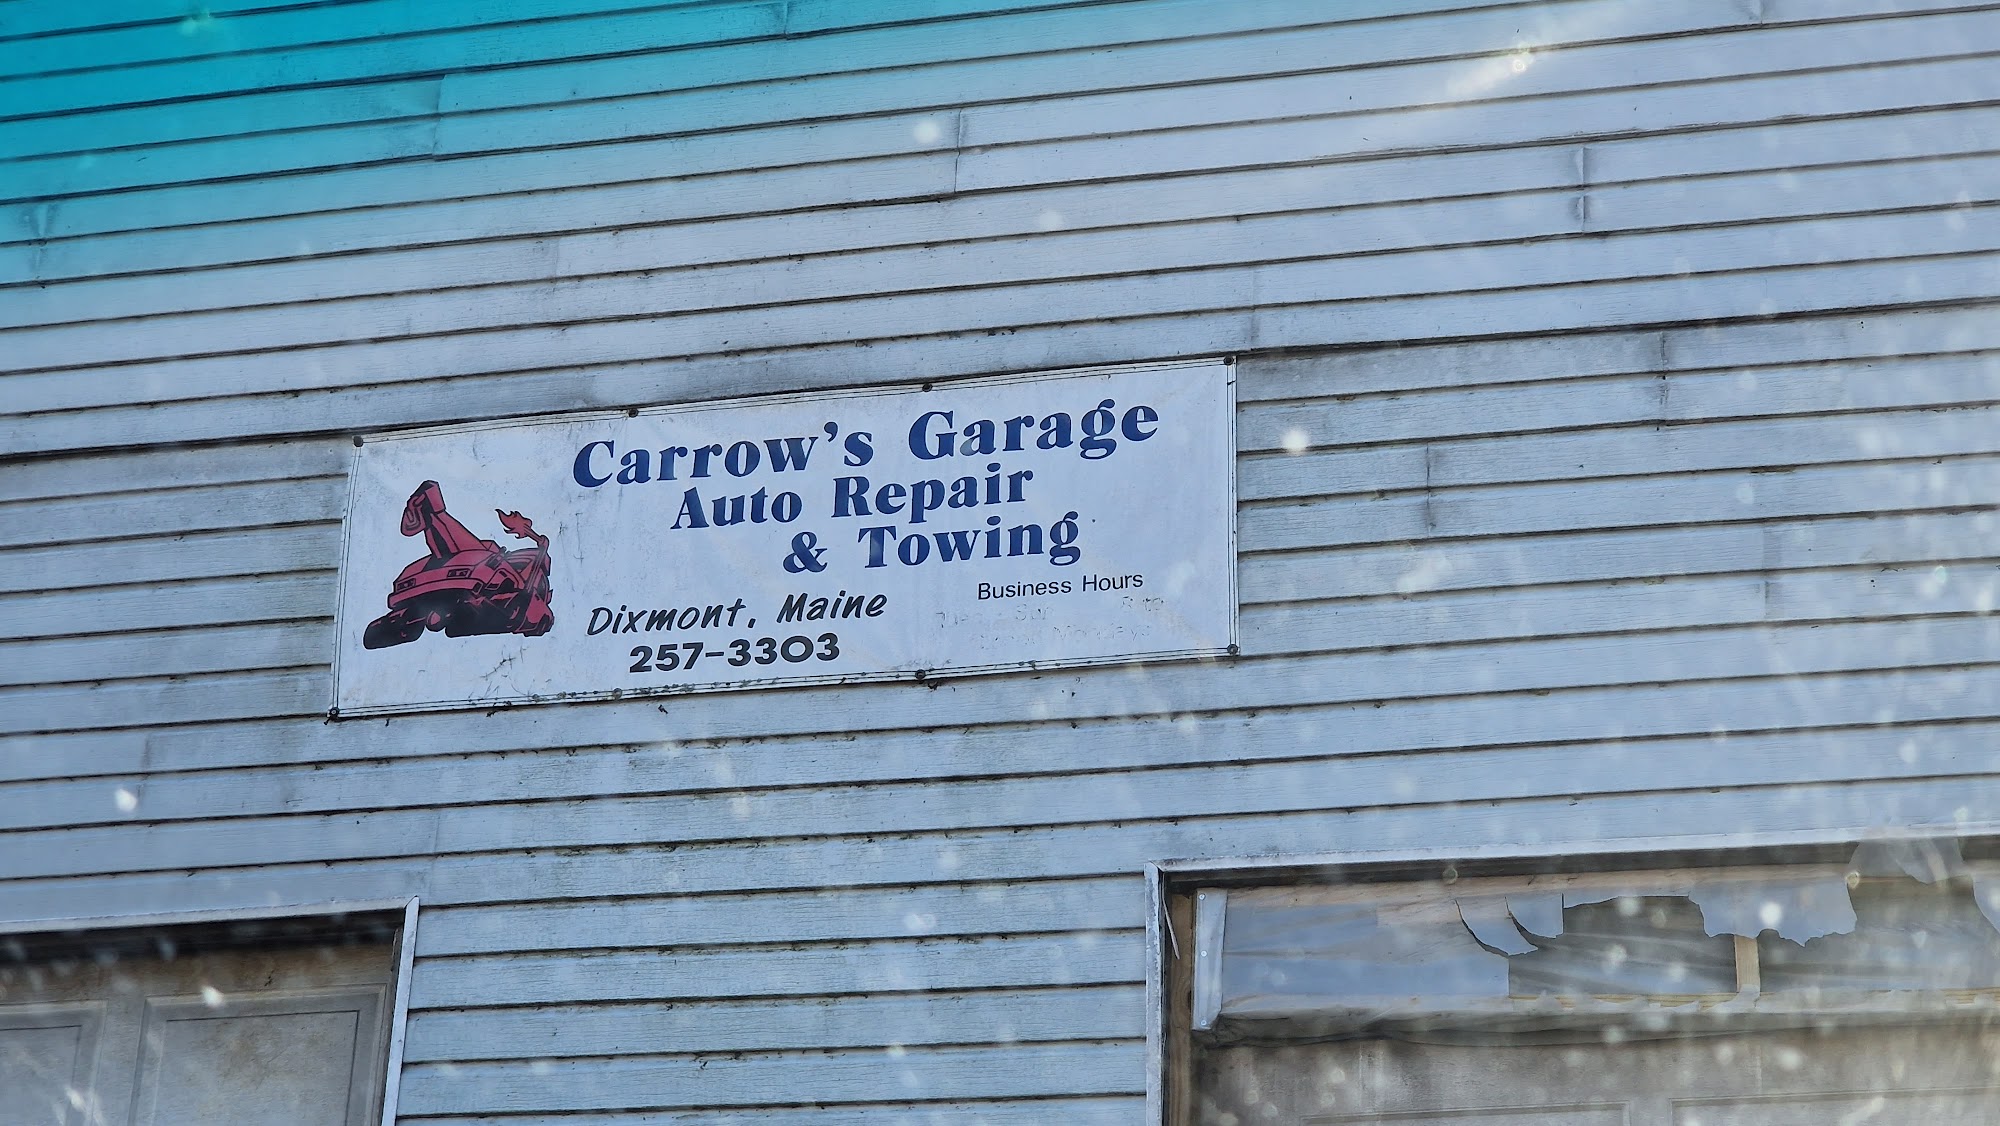 Carrow's Garage
Auto Repair
& Towing
Business Hours
Dixmont, Maine
257-3303